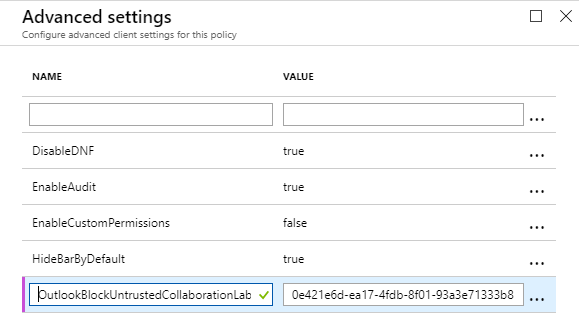 Advanced settings
Configure advanced client settings for this policy
NAME VALUE
...
DisableDNF true ...
EnableAudit true ...
EnableCustomPermissions false ...
HideBarByDefault true ...
OutlookBlockUntrustedCollaborationLab 0e421e6d-ea17-4fdb-8f01-93a3e71333b8 ...